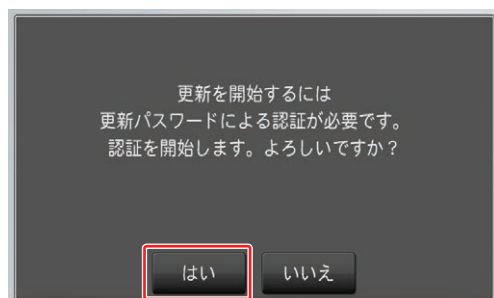 更新を開始するには
更新パスワードによる認証が必要です。
認証を開始します。よろしいですか？
はい
いいえ